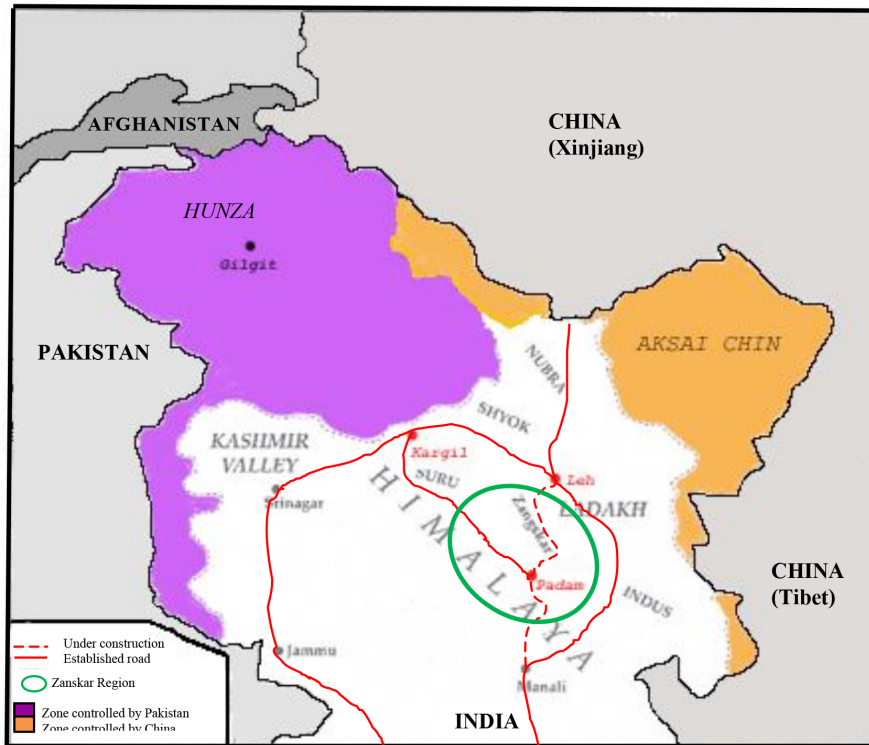 AFGHANISTAN
CHINA
(Xinjiang)
HUNZA
Gilgit
PAKISTAN
AKSAI CHIN
NUBRA
SHYOK
KASHMIR
VALLEY
Kargil
SURU
Leh
Srinagar
LADAKH
Zangskar
HIMALAYA
Padam
INDUS
CHINA
(Tibet)
Jammu
Manali
INDIA
Under construction
Established road
Zanskar Region
Zone controlled by Pakistan
Zone controlled by China